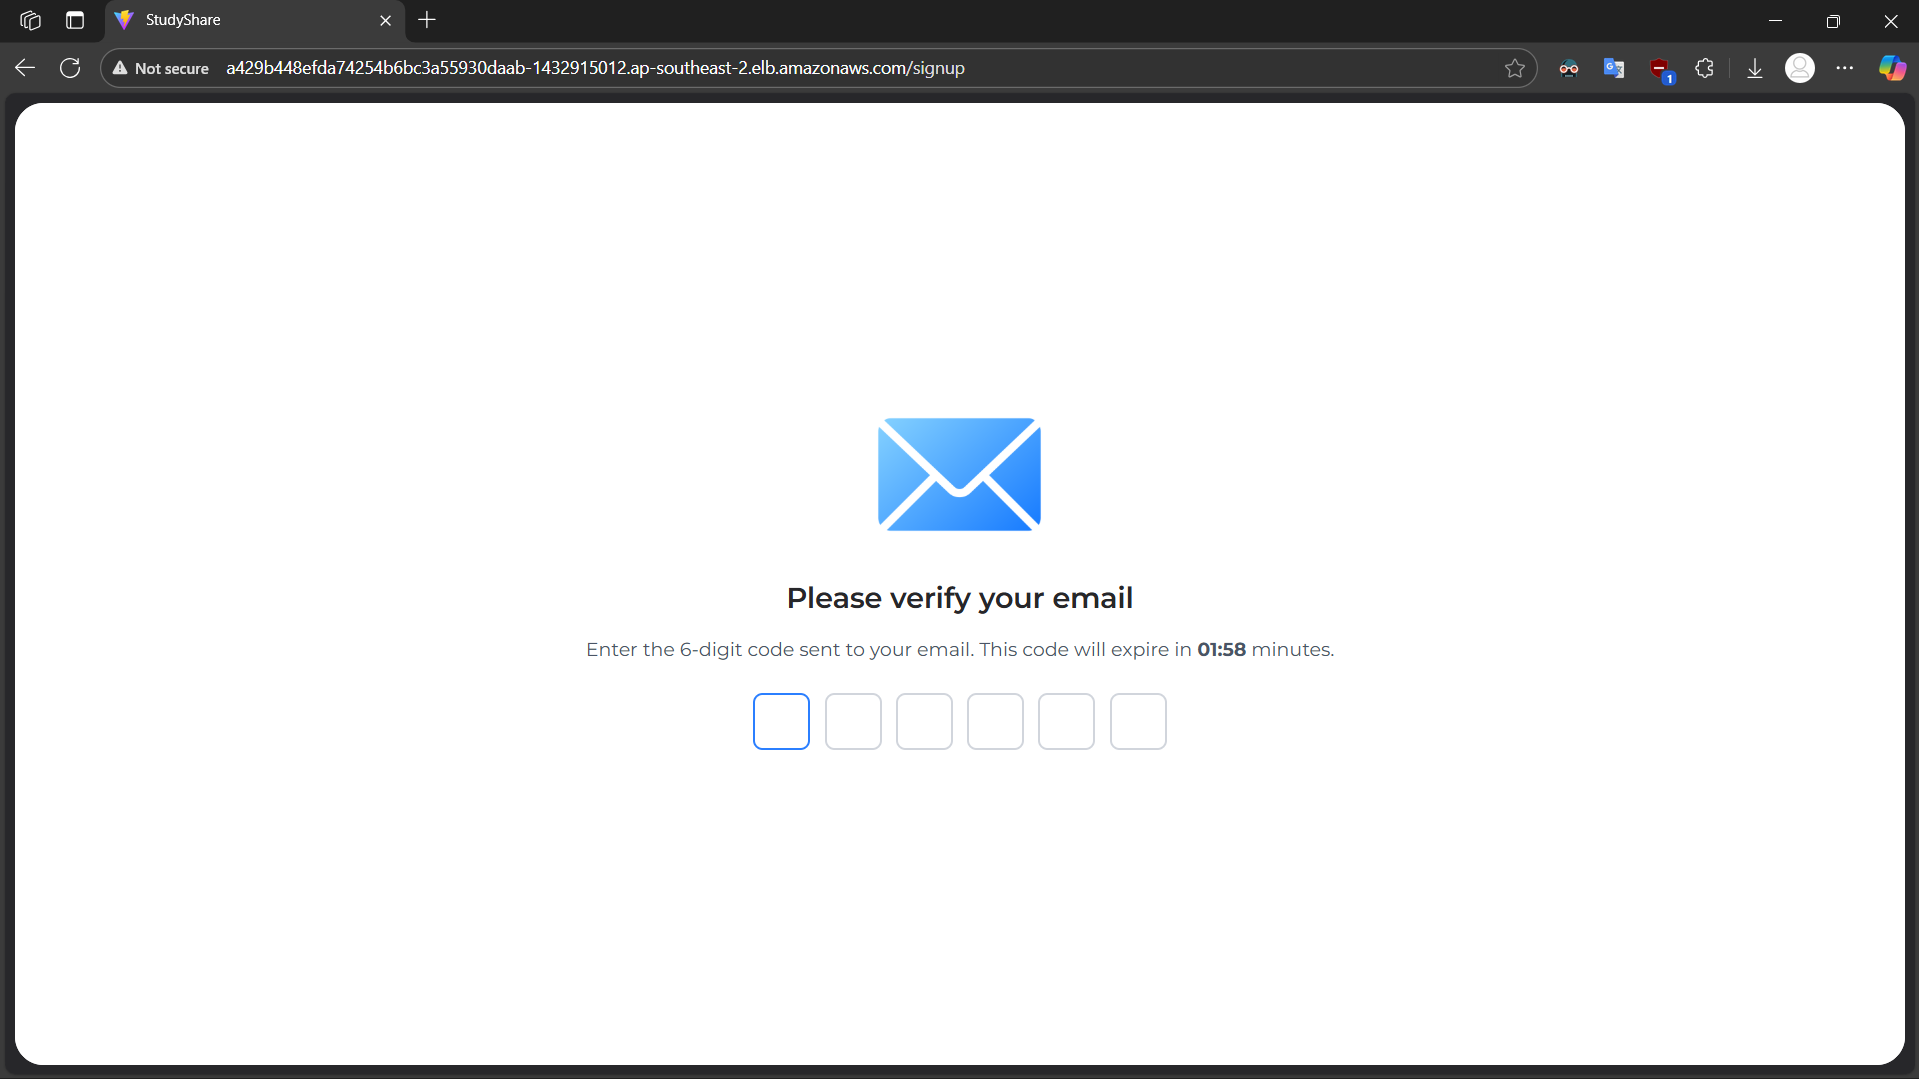 StudyShare
Not secure a429b448efda74254b6bc3a55930daab-1432915012.ap-southeast-2.elb.amazonaws.com/signup
1
Please verify your email
Enter the 6-digit code sent to your email. This code will expire in 01:58 minutes.